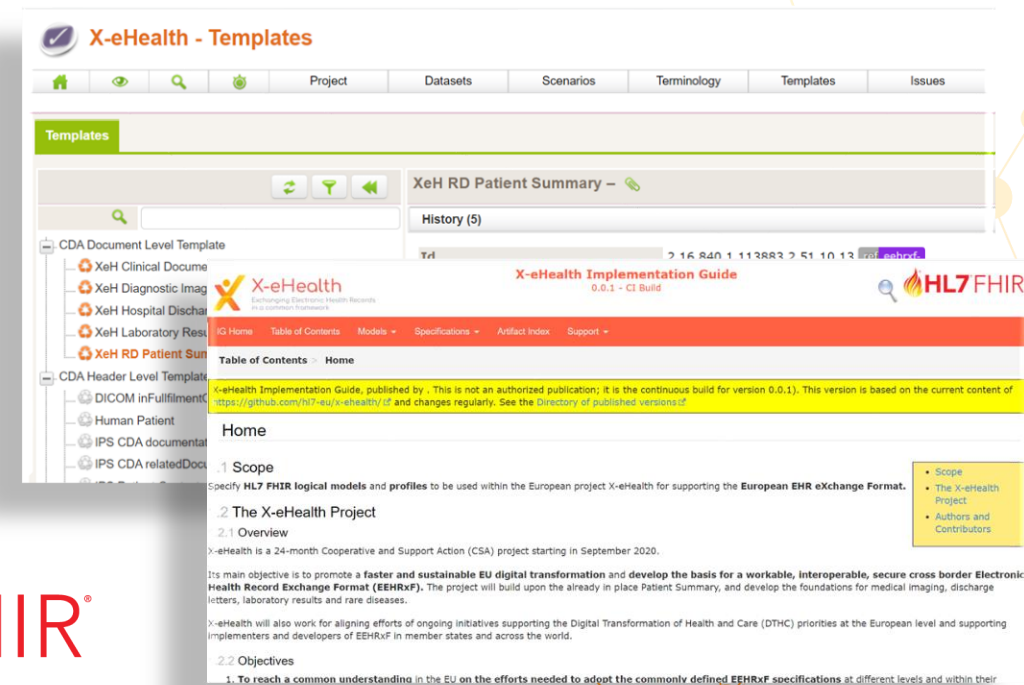 X-eHealth - Templates
Project Datasets Scenarios Terminology Templates Issues
Templates
XeH RD Patient Summary –
History (5)
Id 2.16.840.1.113883.2.51.10.13 ref eehrxf-
CDA Document Level Template
XeH Clinical Docume
XeH Diagnostic Imag
XeH Hospital Dischar
XeH Laboratory Resu
XeH RD Patient Sum
CDA Header Level Template
DICOM inFullfilmentO
Human Patient
IPS CDA documentat
IPS CDA relatedDocu
X-eHealth
Exchanging Electronic Health Records
in a common framework
X-eHealth Implementation Guide
0.0.1 - CI Build
HL7 FHIR
IG Home Table of Contents Models Specifications Artifact Index Support
Table of Contents > Home
X-eHealth Implementation Guide, published by . This is not an authorized publication; it is the continuous build for version 0.0.1). This version is based on the current content of
https://github.com/hl7-eu/x-ehealth/ and changes regularly. See the Directory of published versions
Home
.1 Scope
Specify HL7 FHIR logical models and profiles to be used within the European project X-eHealth for supporting the European EHR eXchange Format.
• Scope
• The X-eHealth
Project
• Authors and
Contributors
.2 The X-eHealth Project
.2.1 Overview
X-eHealth is a 24-month Cooperative and Support Action (CSA) project starting in September 2020.
Its main objective is to promote a faster and sustainable EU digital transformation and develop the basis for a workable, interoperable, secure cross border Electronic
Health Record Exchange Format (EEHRxF). The project will build upon the already in place Patient Summary, and develop the foundations for medical imaging, discharge
letters, laboratory results and rare diseases.
X-eHealth will also work for aligning efforts of ongoing initiatives supporting the Digital Transformation of Health and Care (DTHC) priorities at the European level and supporting
implementers and developers of EEHRxF in member states and across the world.
.2.2 Objectives
1. To reach a common understanding in the EU on the efforts needed to adopt the commonly defined EEHRxF specifications at different levels and within their
HIR®